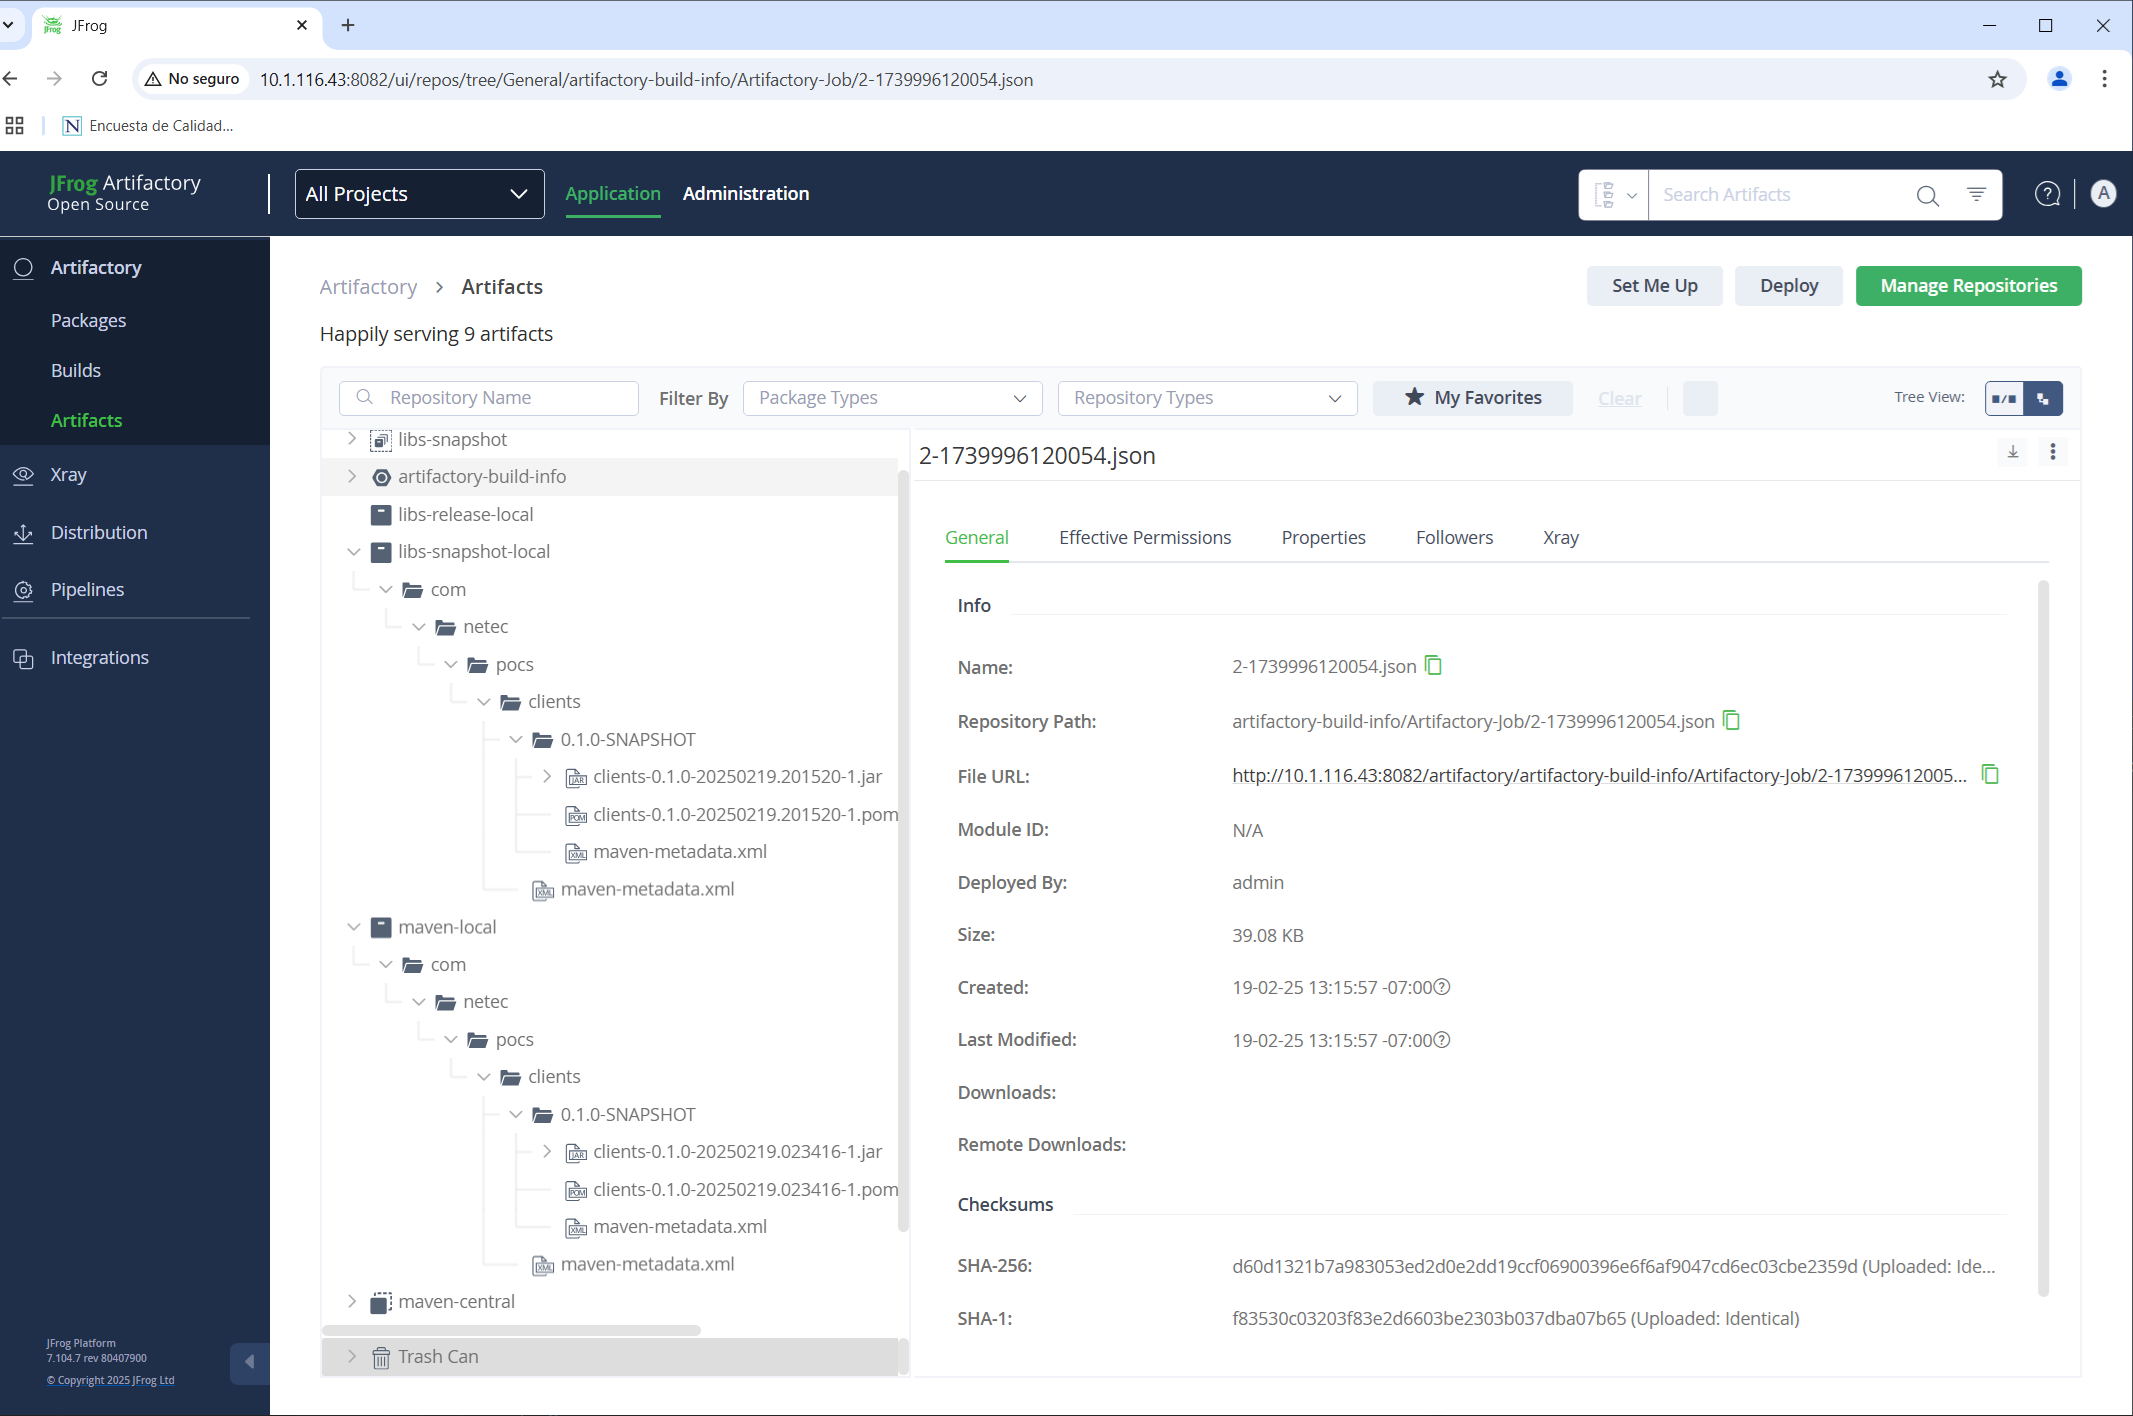 JFrog
No seguro
10.1.116.43:8082/ui/repos/tree/General/artifactory-build-info/Artifactory-Job/2-1739996120054.json
Encuesta de Calidad...
JFrog Artifactory
Open Source
All Projects
Application
Administration
Search Artifacts
A
Artifactory
Packages
Builds
Artifacts
Xray
Distribution
Pipelines
Integrations
JFrog Platform
7.104.7 rev 80407900
© Copyright 2025 JFrog Ltd
Artifactory > Artifacts
Set Me Up
Deploy
Manage Repositories
Happily serving 9 artifacts
Repository Name
Filter By
Package Types
Repository Types
My Favorites
Clear
Tree View:
libs-snapshot
artifactory-build-info
libs-release-local
libs-snapshot-local
com
netec
pocs
clients
0.1.0-SNAPSHOT
clients-0.1.0-20250219.201520-1.jar
clients-0.1.0-20250219.201520-1.pom
maven-metadata.xml
maven-metadata.xml
maven-local
com
netec
pocs
clients
0.1.0-SNAPSHOT
clients-0.1.0-20250219.023416-1.jar
clients-0.1.0-20250219.023416-1.pom
maven-metadata.xml
maven-metadata.xml
maven-central
Trash Can
2-1739996120054.json
General
Effective Permissions
Properties
Followers
Xray
Info
Name: 2-1739996120054.json
Repository Path: artifactory-build-info/Artifactory-Job/2-1739996120054.json
File URL: http://10.1.116.43:8082/artifactory/artifactory-build-info/Artifactory-Job/2-173999612005...
Module ID: N/A
Deployed By: admin
Size: 39.08 KB
Created: 19-02-25 13:15:57 -07:00
Last Modified: 19-02-25 13:15:57 -07:00
Downloads:
Remote Downloads:
Checksums
SHA-256: d60d1321b7a983053ed2d0e2dd19ccf06900396e6f6af9047cd6ec03cbe2359d (Uploaded: Ide...
SHA-1: f83530c03203f83e2d6603be2303b037dba07b65 (Uploaded: Identical)